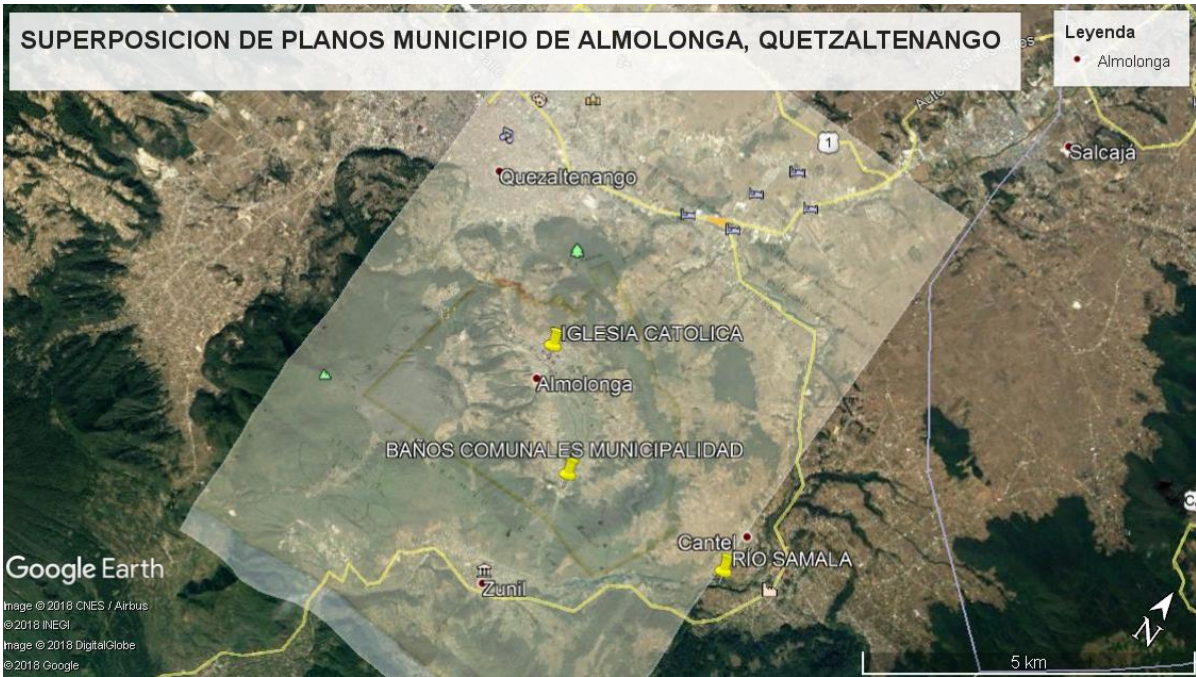 SUPERPOSICION DE PLANOS MUNICIPIO DE ALMOLONGA, QUETZALTENANGO
Leyenda
Almolonga
1
Salcajá
Quezaltenango
IGLESIA CATOLICA
Almolonga
BAÑOS COMUNALES MUNICIPALIDAD
Cantel
RÍO SAMALA
Zunil
Google Earth
Image © 2018 CNES / Airbus
© 2018 INEGI
Image © 2018 DigitalGlobe
© 2018 Google
N
5 km